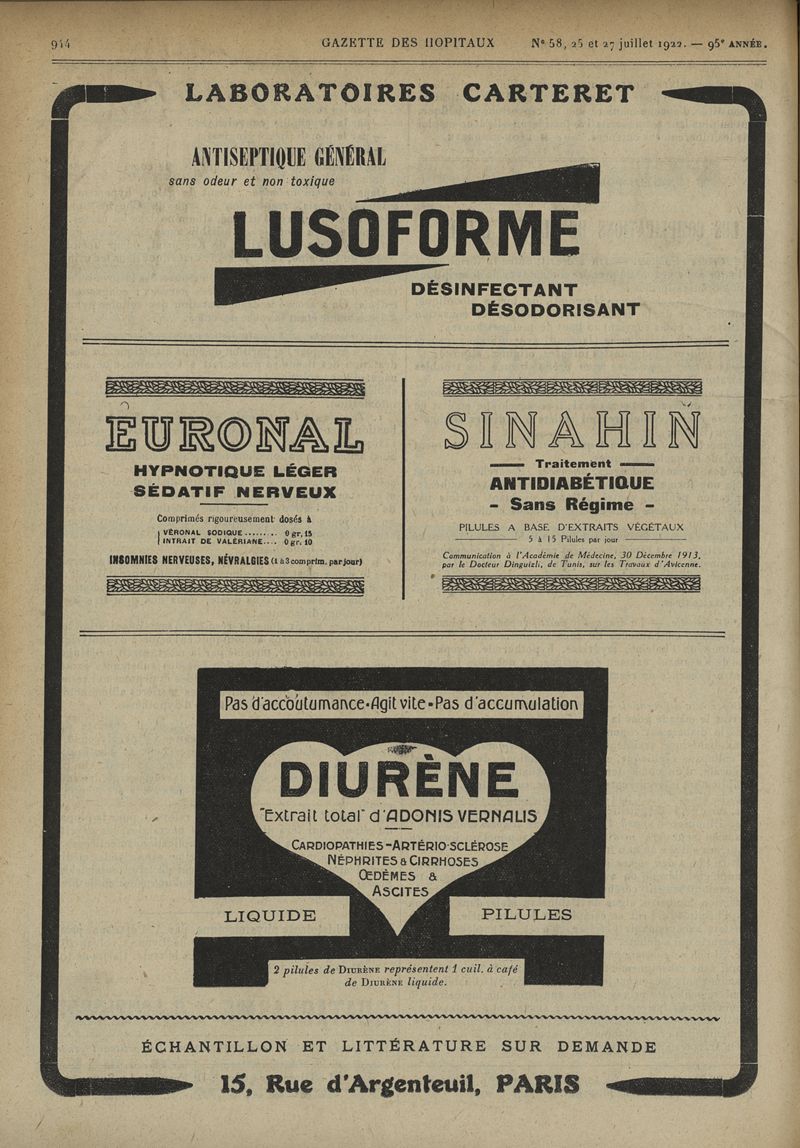 944
GAZETTE DES HOPITAUX
Nº 58, 25 et 27 juillet 1922. — 95e ANNÉE.
LABORATOIRES CARTERET
ANTISEPTIQUE GÉNÉRAL
sans odeur et non toxique
LUSOFORME
DÉSINFECTANT
DÉSODORISANT
EURONAL
HYPNOTIQUE LÉGER
SÉDATIF NERVEUX
Comprimés rigoureusement dosés à
VÉRONAL SODIQUE......... 0 gr, 15
INTRAIT DE VALÉRIANE.... 0 gr. 10
INSOMNIES NERVEUSES, NÉVRALGIES (1 à 3 comprim. par jour)
SINAHIN
Traitement
ANTIDIABÉTIQUE
- Sans Régime -
PILULES A BASE D'EXTRAITS VÉGÉTAUX
5 à 15 Pilules par jour
Communication à l'Académie de Médecine, 30 Décembre 1913,
par le Docteur Dinguizli, de Tunis, sur les Travaux d'Avicenne.
Pas d'accoutumance - Agit vite - Pas d'accumulation
DIURÈNE
"Extrait total" d'ADONIS VERNALIS
CARDIOPATHIES - ARTÉRIO-SCLÉROSE
NÉPHRITES & CIRRHOSES
ŒDÈMES &
ASCITES
LIQUIDE
PILULES
2 pilules de DIURÈNE représentent 1 cuil. à café
de DIURÈNE liquide.
ÉCHANTILLON ET LITTÉRATURE SUR DEMANDE
15, Rue d'Argenteuil, PARIS